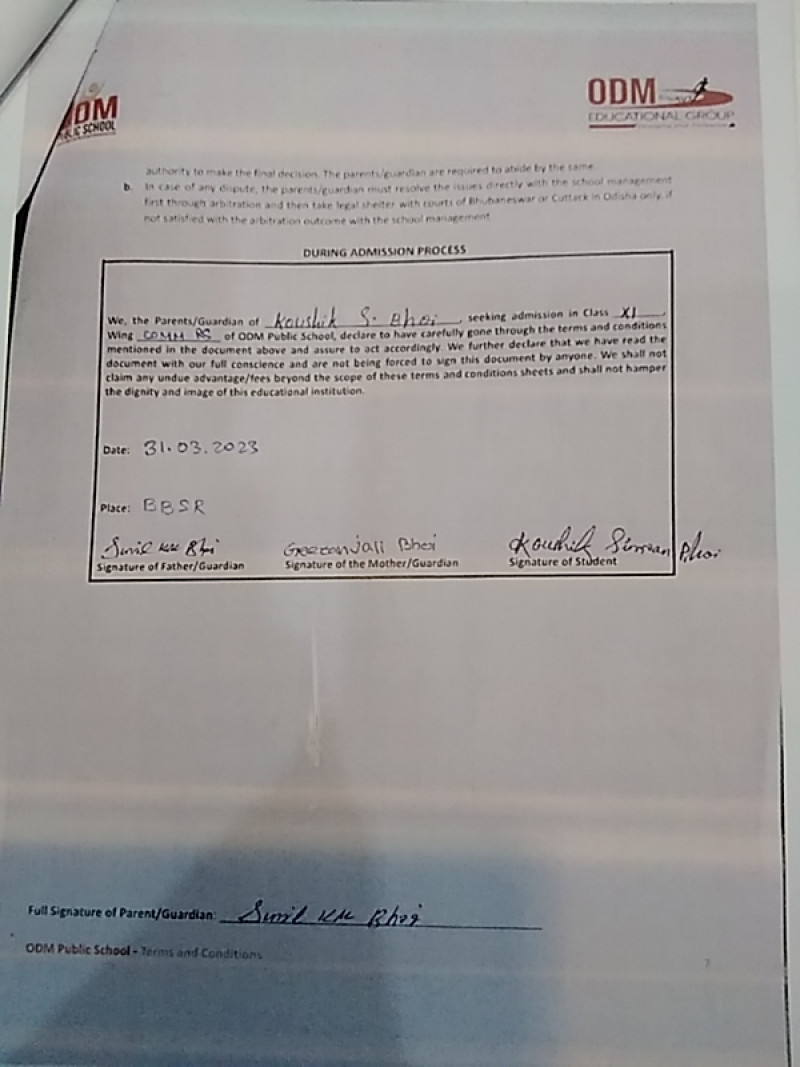 ODM
PUBLIC SCHOOL
ODM
EDUCATIONAL GROUP
authority to make the final decision. The parents/guardian are required to abide by the same.
b. In case of any dispute, the parents/guardian must resolve the issues directly with the school management
first through arbitration and then take legal shelter with courts of Bhubaneswar or Cuttack in Odisha only, if
not satisfied with the arbitration outcome with the school management
DURING ADMISSION PROCESS
We, the Parents/Guardian of Koushik S. Bhoi, seeking admission in Class XI,
Wing COMM RS of ODM Public School, declare to have carefully gone through the terms and conditions
mentioned in the document above and assure to act accordingly. We further declare that we have read the
document with our full conscience and are not being forced to sign this document by anyone. We shall not
claim any undue advantage/fees beyond the scope of these terms and conditions sheets and shall not hamper
the dignity and image of this educational institution.
Date: 31.03.2023
Place: BBSR
Sunil KM Bhoi Geetanjali Bhoi Koushik Simran Bhoi
Signature of Father/Guardian Signature of the Mother/Guardian Signature of Student
Full Signature of Parent/Guardian: Sunil KM Bhoi
ODM Public School - Terms and Conditions 7